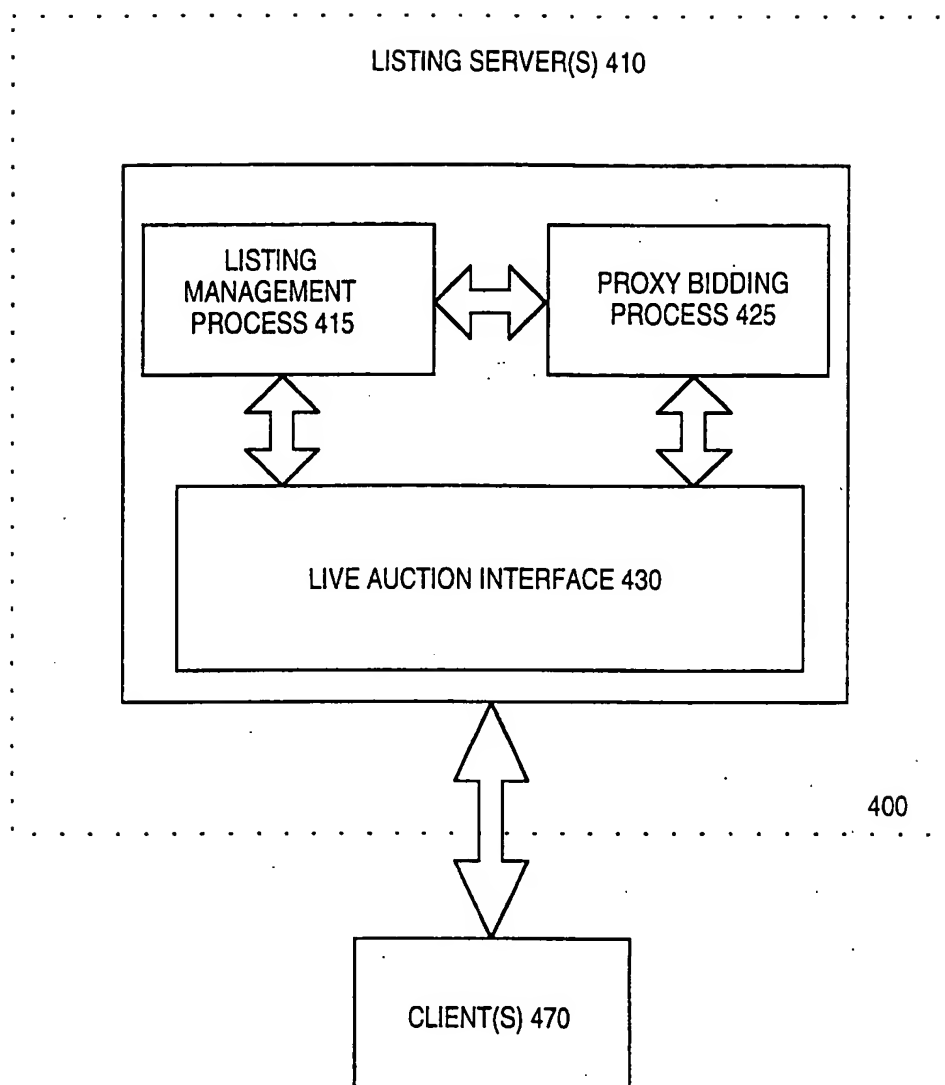 LISTING SERVER(S) 410
LISTING
MANAGEMENT
PROCESS 415
PROXY BIDDING
PROCESS 425
LIVE AUCTION INTERFACE 430
400
CLIENT(S) 470